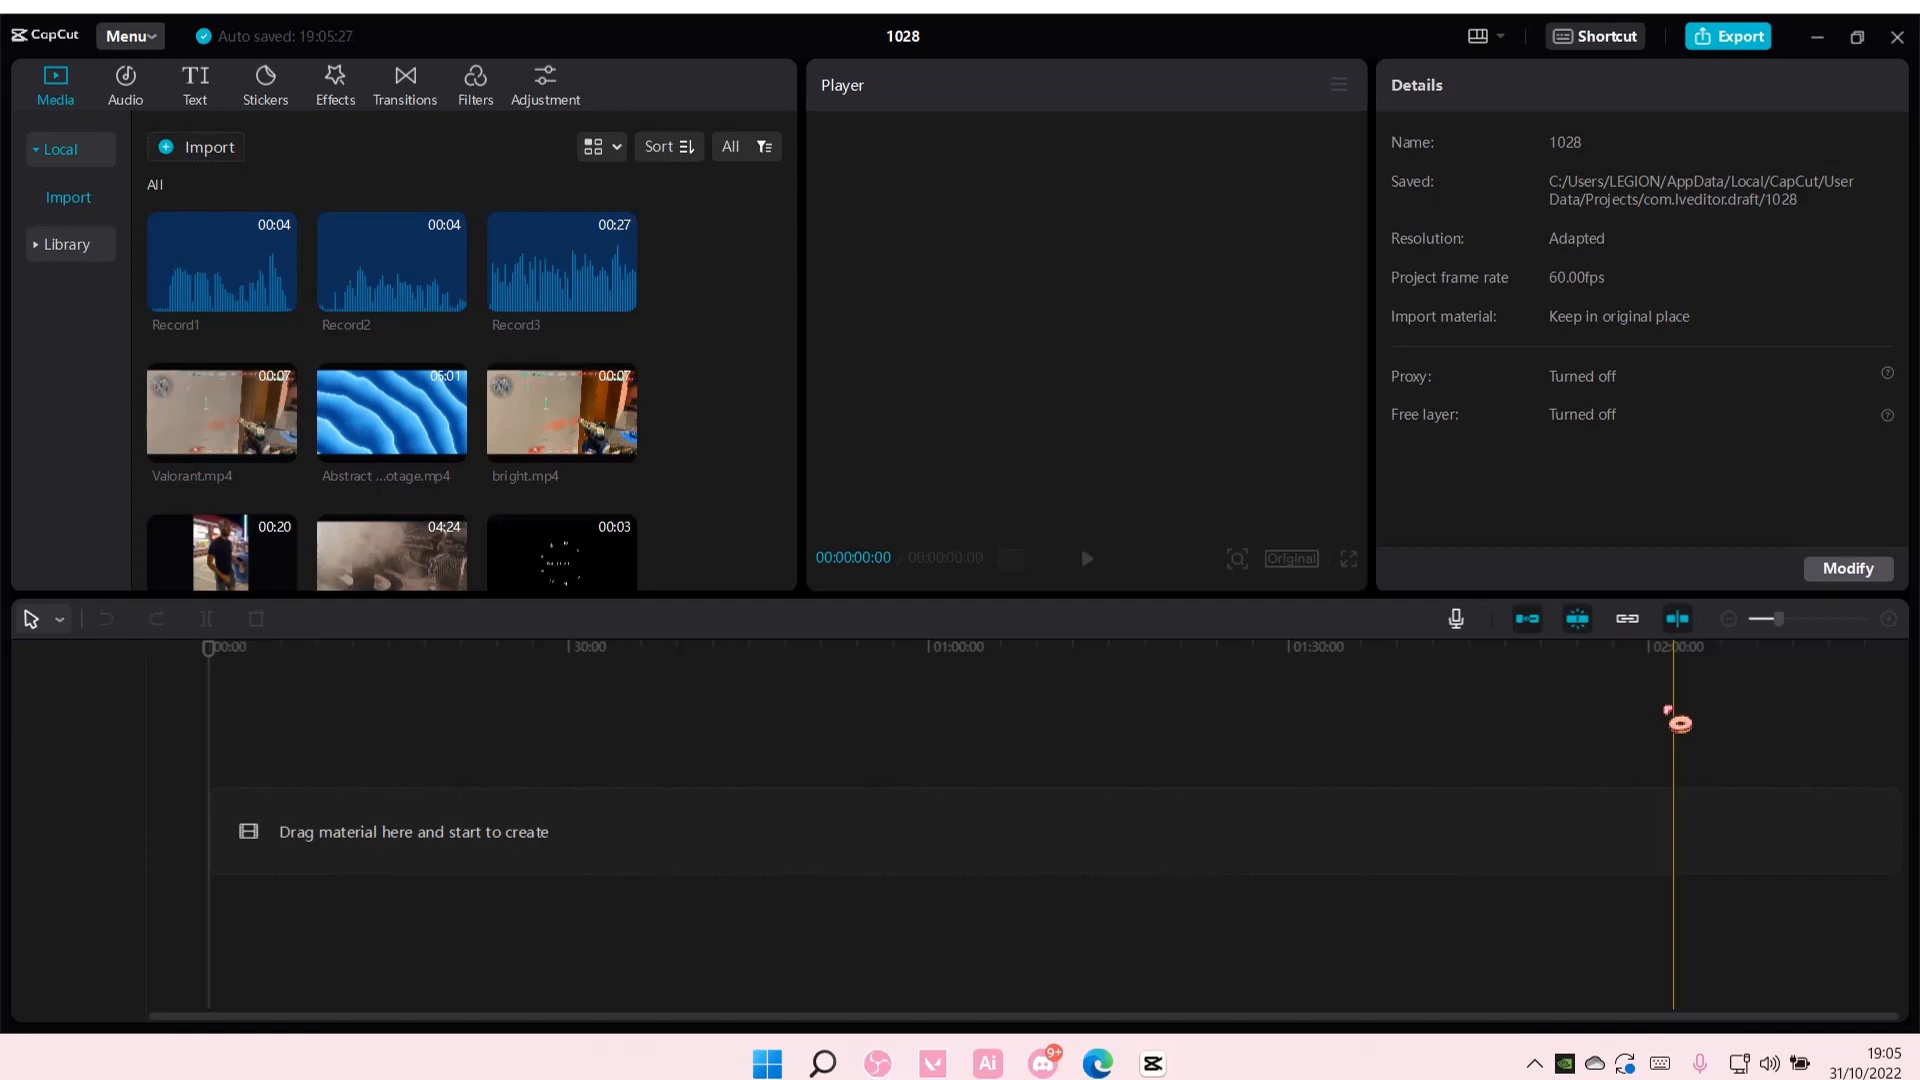 CapCut
Menu
Auto saved: 19:05:27
1028
Shortcut
Export
Media
Audio
TI
Text
Stickers
Effects
Transitions
Filters
Adjustment
Player
Details
Local
Import
Library
Import
Sort
All
All
00:04
00:04
00:27
Record1
Record2
Record3
00:07
05:01
00:07
Valorant.mp4
Abstract ...otage.mp4
bright.mp4
00:20
04:24
00:03
00:00:00:00 / 00:00:00:00
Original
Name: 1028
Saved: C:/Users/LEGION/AppData/Local/CapCut/User
Data/Projects/com.lveditor.draft/1028
Resolution: Adapted
Project frame rate 60.00fps
Import material: Keep in original place
Proxy: Turned off
Free layer: Turned off
Modify
00:00
30:00
01:00:00
01:30:00
02:00:00
Drag material here and start to create
Ai
9+
19:05
31/10/2022